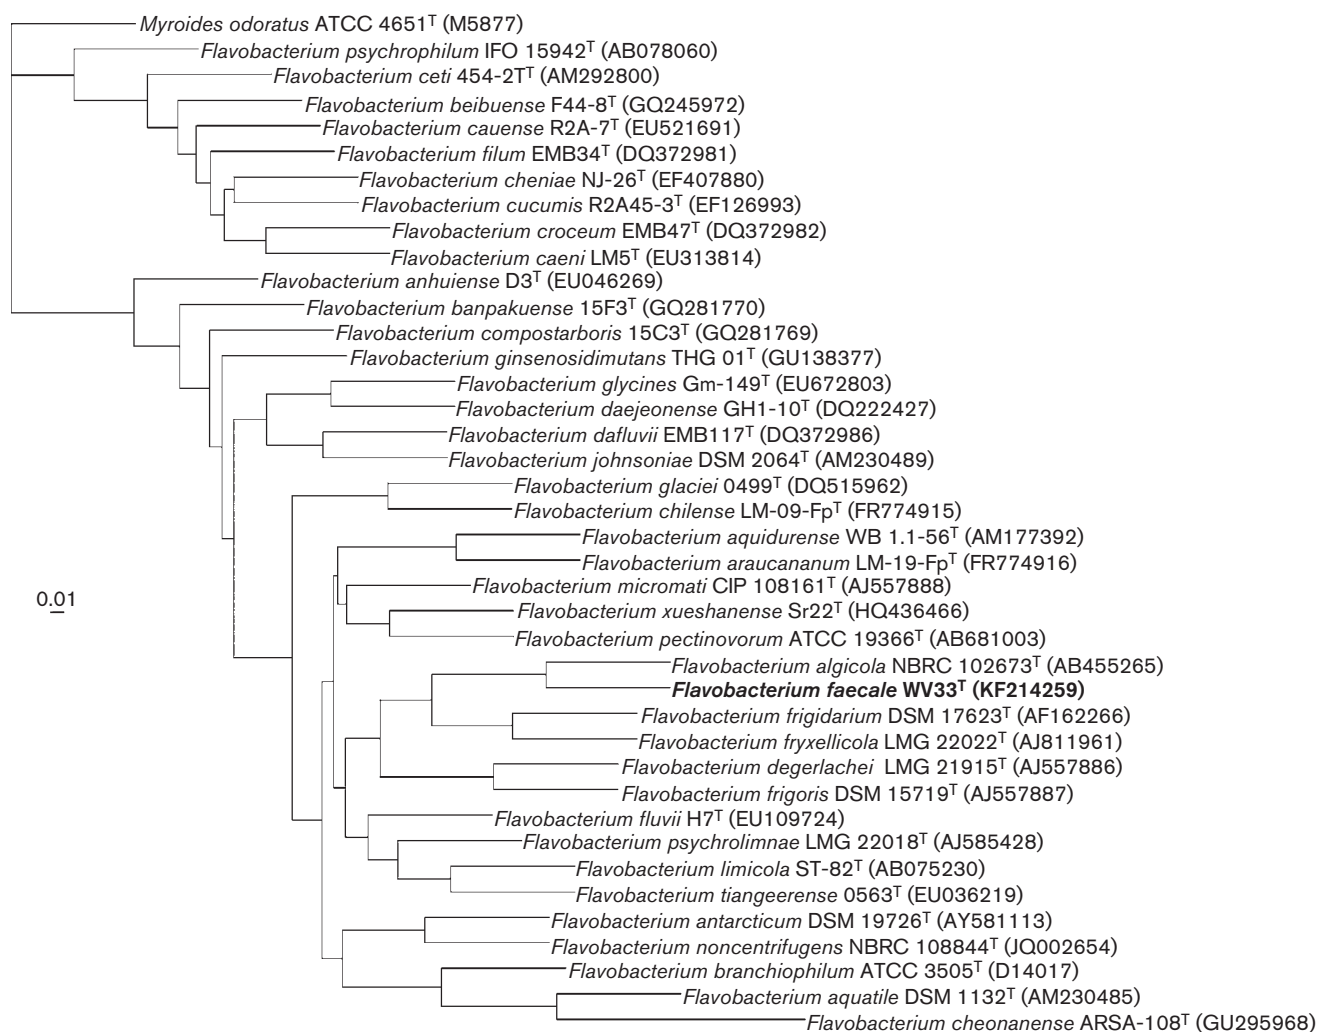 Myroides odoratus ATCC 4651ᵀ (M5877)
Flavobacterium psychrophilum IFO 15942ᵀ (AB078060)
Flavobacterium ceti 454-2Tᵀ (AM292800)
Flavobacterium beibuense F44-8ᵀ (GQ245972)
Flavobacterium cauense R2A-7ᵀ (EU521691)
Flavobacterium filum EMB34ᵀ (DQ372981)
Flavobacterium cheniae NJ-26ᵀ (EF407880)
Flavobacterium cucumis R2A45-3ᵀ (EF126993)
Flavobacterium croceum EMB47ᵀ (DQ372982)
Flavobacterium caeni LM5ᵀ (EU313814)
Flavobacterium anhuiense D3ᵀ (EU046269)
Flavobacterium banpakuense 15F3ᵀ (GQ281770)
Flavobacterium compostarboris 15C3ᵀ (GQ281769)
Flavobacterium ginsenosidimutans THG 01ᵀ (GU138377)
Flavobacterium glycines Gm-149ᵀ (EU672803)
Flavobacterium daejeonense GH1-10ᵀ (DQ222427)
Flavobacterium dafluvii EMB117ᵀ (DQ372986)
Flavobacterium johnsoniae DSM 2064ᵀ (AM230489)
Flavobacterium glaciei 0499ᵀ (DQ515962)
Flavobacterium chilense LM-09-Fpᵀ (FR774915)
Flavobacterium aquidurense WB 1.1-56ᵀ (AM177392)
Flavobacterium araucananum LM-19-Fpᵀ (FR774916)
Flavobacterium micromati CIP 108161ᵀ (AJ557888)
0.01
Flavobacterium xueshanense Sr22ᵀ (HQ436466)
Flavobacterium pectinovorum ATCC 19366ᵀ (AB681003)
Flavobacterium algicola NBRC 102673ᵀ (AB455265)
Flavobacterium faecale WV33ᵀ (KF214259)
Flavobacterium frigidarium DSM 17623ᵀ (AF162266)
Flavobacterium fryxellicola LMG 22022ᵀ (AJ811961)
Flavobacterium degerlachei LMG 21915ᵀ (AJ557886)
Flavobacterium frigoris DSM 15719ᵀ (AJ557887)
Flavobacterium fluvii H7ᵀ (EU109724)
Flavobacterium psychrolimnae LMG 22018ᵀ (AJ585428)
Flavobacterium limicola ST-82ᵀ (AB075230)
Flavobacterium tiangeerense 0563ᵀ (EU036219)
Flavobacterium antarcticum DSM 19726ᵀ (AY581113)
Flavobacterium noncentrifugens NBRC 108844ᵀ (JQ002654)
Flavobacterium branchiophilum ATCC 3505ᵀ (D14017)
Flavobacterium aquatile DSM 1132ᵀ (AM230485)
Flavobacterium cheonanense ARSA-108ᵀ (GU295968)